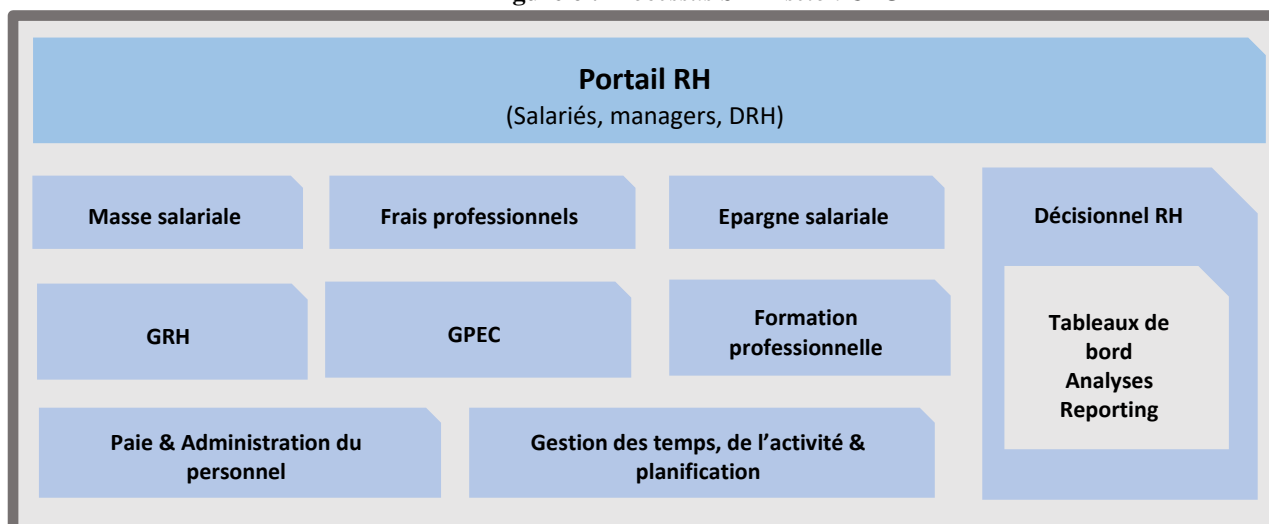 Portail RH
(Salariés, managers, DRH)
Masse salariale
Frais professionnels
Epargne salariale
Décisionnel RH
GRH
GPEC
Formation
professionnelle
Tableaux de
bord
Analyses
Reporting
Paie & Administration du
personnel
Gestion des temps, de l’activité &
planification